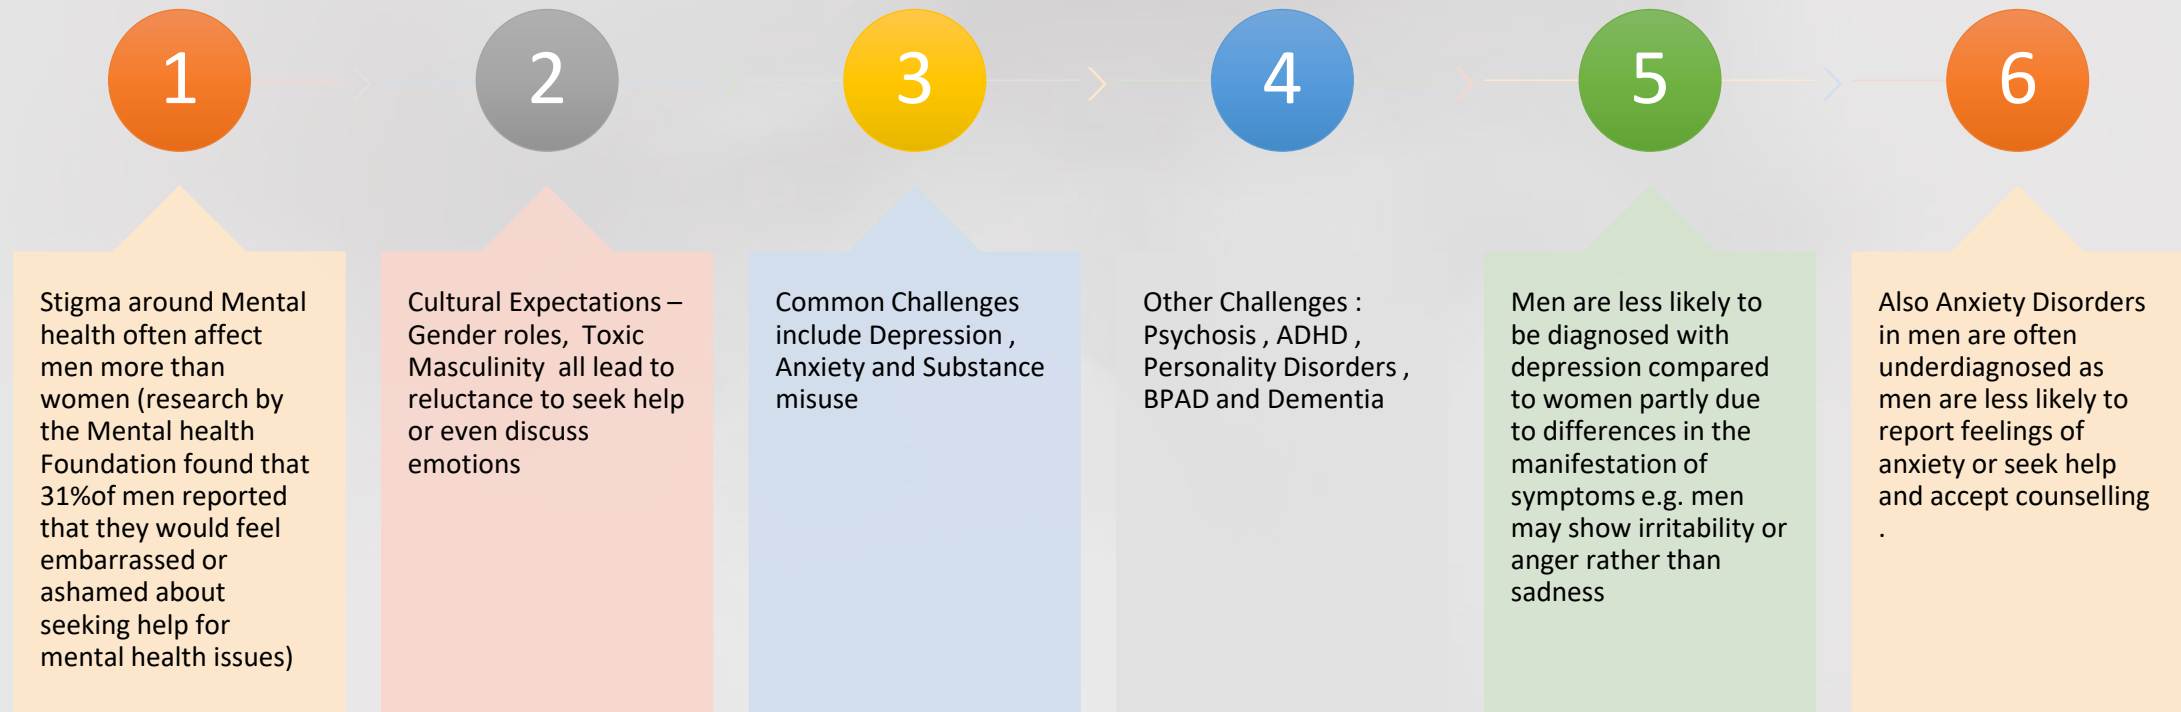 1
Stigma around Mental
health often affect
men more than
women (research by
the Mental health
Foundation found that
31%of men reported
that they would feel
embarrassed or
ashamed about
seeking help for
mental health issues)
2
Cultural Expectations –
Gender roles,  Toxic
Masculinity  all lead to
reluctance to seek help
or even discuss
emotions
3
Common Challenges
include Depression ,
Anxiety and Substance
misuse
4
Other Challenges :
Psychosis , ADHD ,
Personality Disorders ,
BPAD and Dementia
5
Men are less likely to
be diagnosed with
depression compared
to women partly due
to differences in the
manifestation of
symptoms e.g. men
may show irritability or
anger rather than
sadness
6
Also Anxiety Disorders
in men are often
underdiagnosed as
men are less likely to
report feelings of
anxiety or seek help
and accept counselling
.